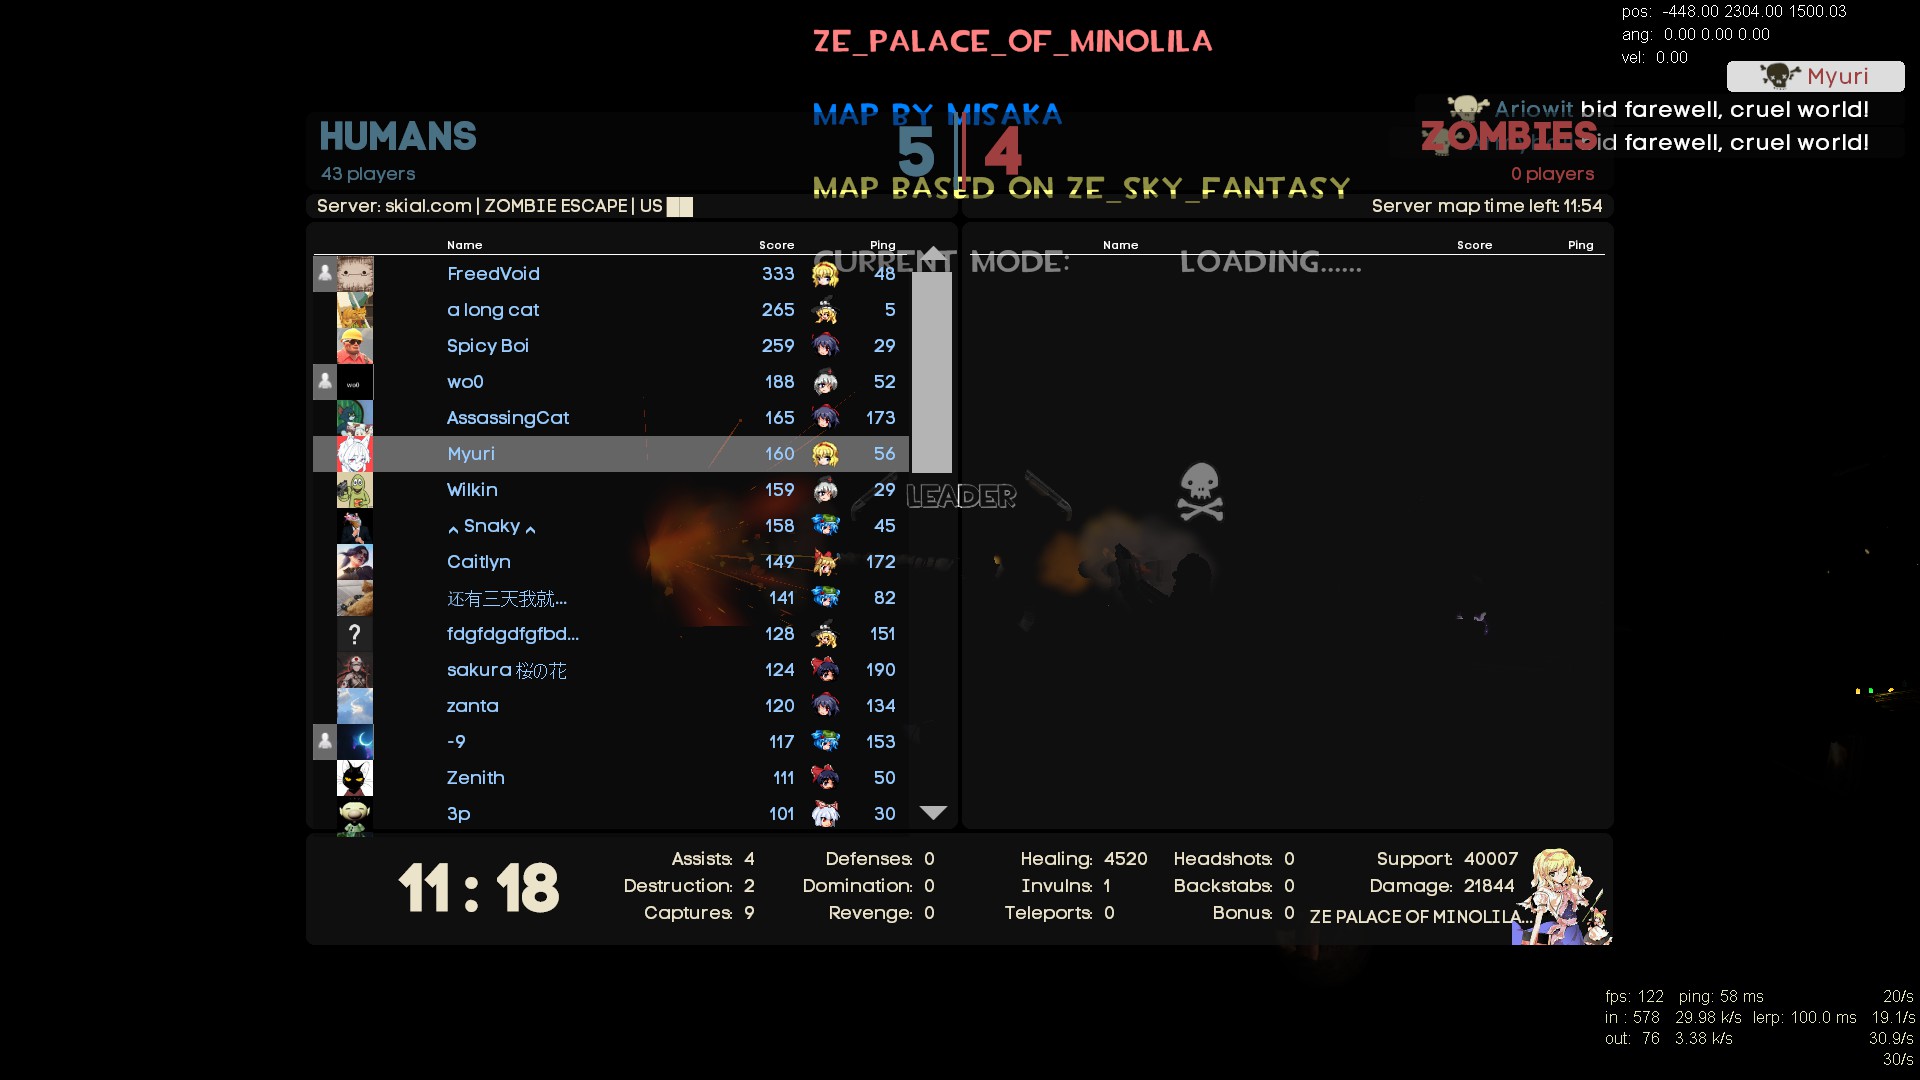 ZE_PALACE_OF_MINOLILA
pos: -448.00 2304.00 1500.03
ang: 0.00 0.00 0.00
vel: 0.00
Myuri
MAP BY MISAKA
Ariowit bid farewell, cruel world!
bid farewell, cruel world!
HUMANS
43 players
5 4
ZOMBIES
0 players
MAP BASED ON ZE_SKY_FANTASY
Server: skial.com | ZOMBIE ESCAPE | US
Server map time left: 11:54
CURRENT MODE: LOADING......
Name Score Ping
Name Score Ping
FreedVoid 333 48
a long cat 265 5
Spicy Boi 259 29
wo0 wo0 188 52
AssassingCat 165 173
Myuri 160 56
Wilkin 159 29
LEADER
^ Snaky ^ 158 45
Caitlyn 149 172
还有三天我就... 141 82
? fdgfdgdfgfbd... 128 151
sakura 桜の花 124 190
zanta 120 134
-9 117 153
Zenith 111 50
3p 101 30
11:18
Assists: 4
Destruction: 2
Captures: 9
Defenses: 0
Domination: 0
Revenge: 0
Healing: 4520
Invulns: 1
Teleports: 0
Headshots: 0
Backstabs: 0
Bonus: 0
Support: 40007
Damage: 21844
ZE PALACE OF MINOLILA...
fps: 122 ping: 58 ms 20/s
in : 578 29.98 k/s lerp: 100.0 ms 19.1/s
out: 76 3.38 k/s 30.9/s
30/s